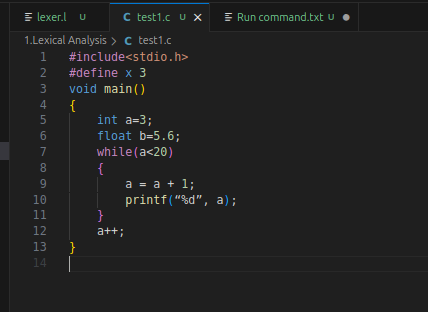 lexer.l U
C test1.c U ×
Run command.txt U ●
1.Lexical Analysis > C test1.c
1 #include<stdio.h>
2 #define x 3
3 void main()
4 {
5 int a=3;
6 float b=5.6;
7 while(a<20)
8 {
9 a = a + 1;
10 printf(“%d”, a);
11 }
12 a++;
13 }
14